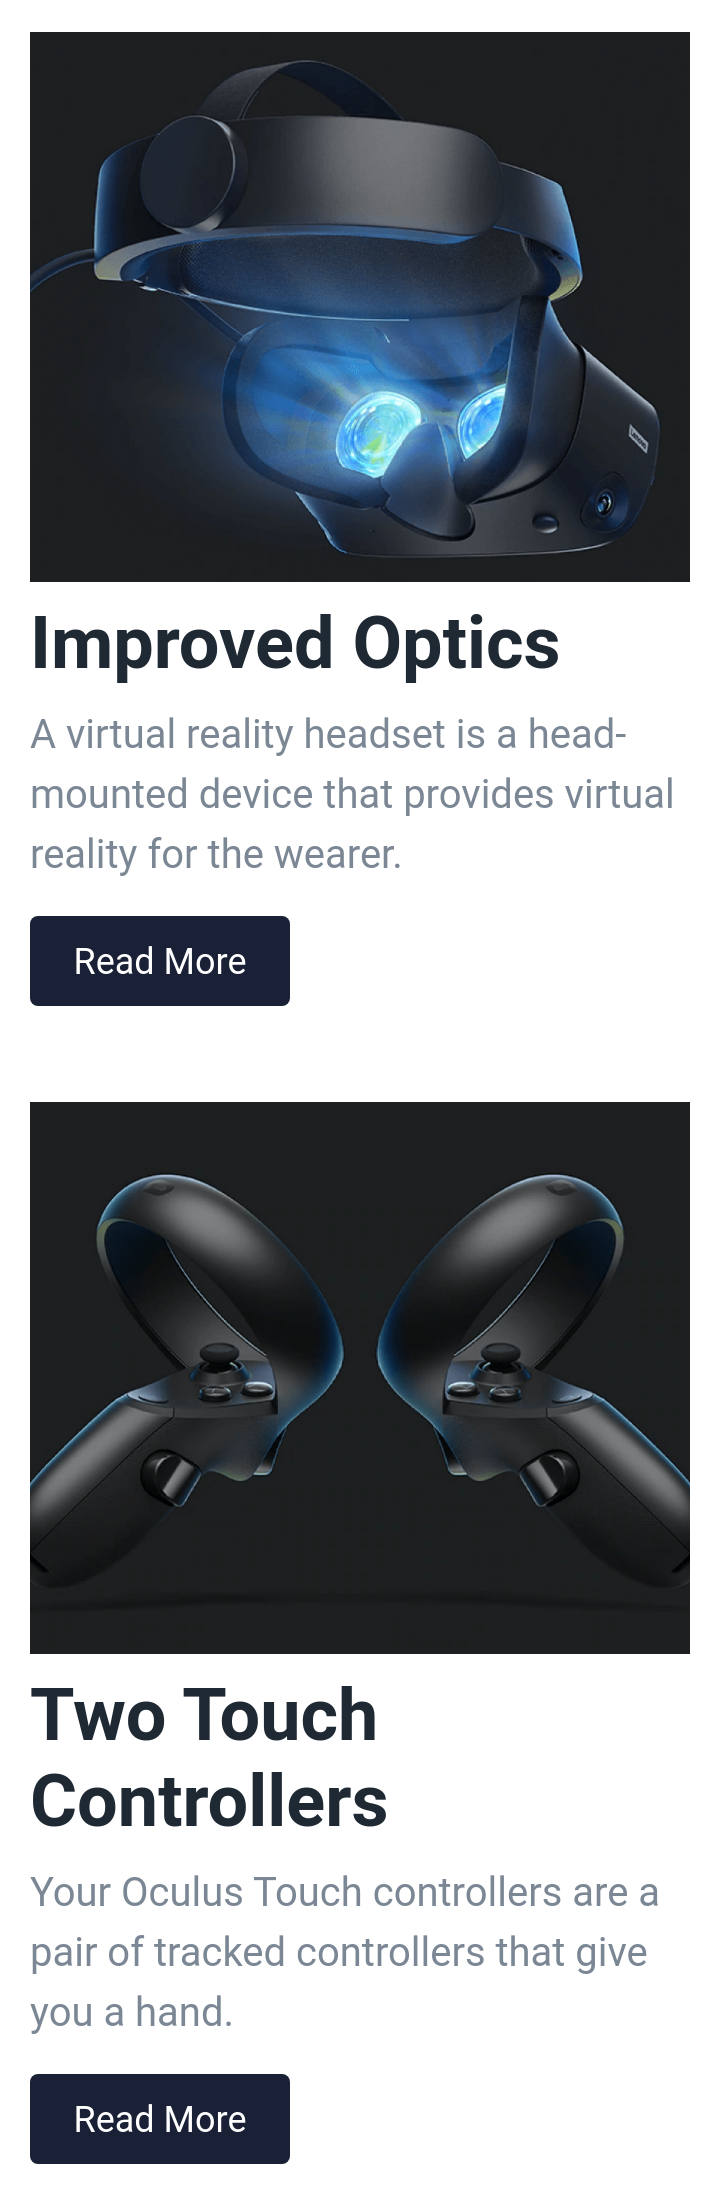 Lenovo
Improved Optics
A virtual reality headset is a head-
mounted device that provides virtual
reality for the wearer.
Read More
Two Touch
Controllers
Your Oculus Touch controllers are a
pair of tracked controllers that give
you a hand.
Read More